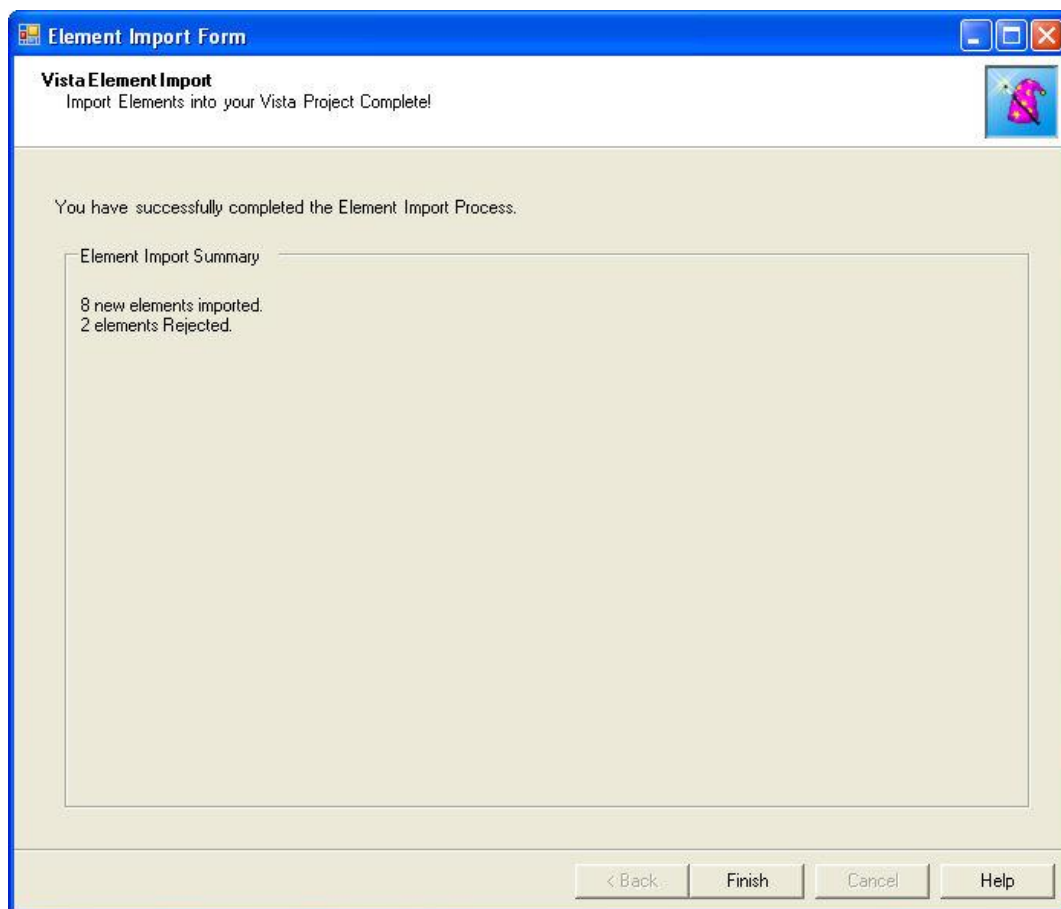 Element Import Form
Vista Element Import
Import Elements into your Vista Project Complete!
You have successfully completed the Element Import Process.
Element Import Summary
8 new elements imported.
2 elements Rejected.
< Back Finish Cancel Help